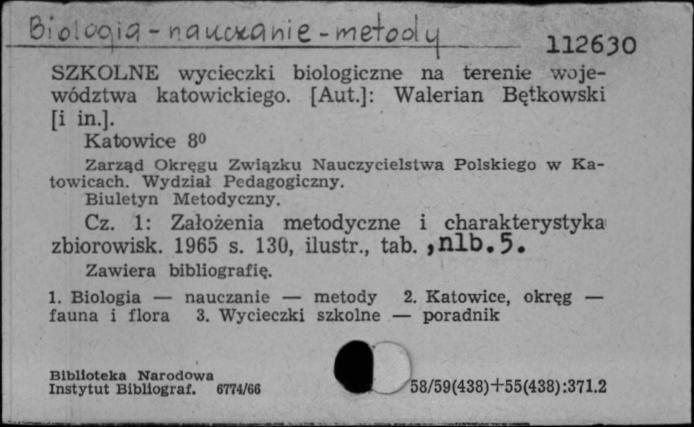 Biologia - nauczanie - metody
112630
SZKOLNE wycieczki biologiczne na terenie woje-
wództwa katowickiego. [Aut.]: Walerian Bętkowski
[i in.].
Katowice 8⁰
Zarząd Okręgu Związku Nauczycielstwa Polskiego w Ka-
towicach. Wydział Pedagogiczny.
Biuletyn Metodyczny.
Cz. 1: Założenia metodyczne i charakterystyka
zbiorowisk. 1965 s. 130, ilustr., tab. , nlb. 5.
Zawiera bibliografię.
1. Biologia — nauczanie — metody 2. Katowice, okręg —
fauna i flora 3. Wycieczki szkolne — poradnik
Biblioteka Narodowa
Instytut Bibliograf. 6774/66
58/59(438)+55(438):371.2